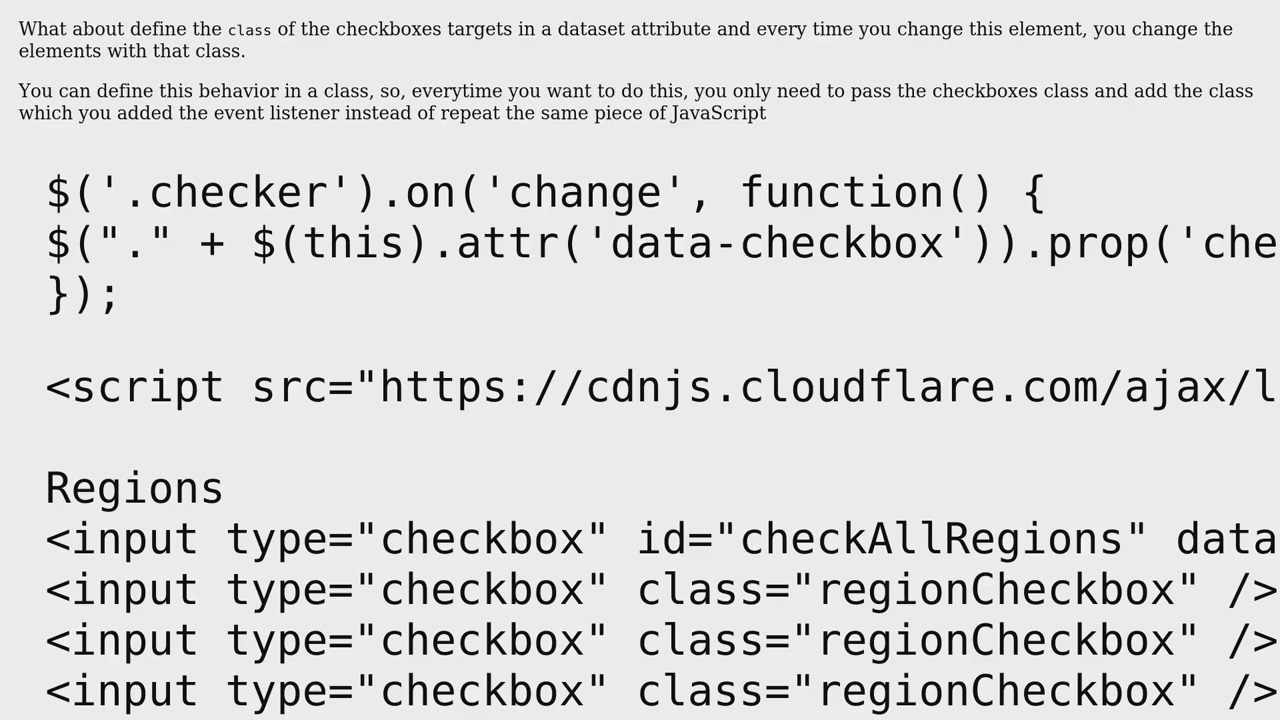 What about define the class of the checkboxes targets in a dataset attribute and every time you change this element, you change the
elements with that class.
You can define this behavior in a class, so, everytime you want to do this, you only need to pass the checkboxes class and add the class
which you added the event listener instead of repeat the same piece of JavaScript
$('.checker').on('change', function() {
$("." + $(this).attr('data-checkbox')).prop('che
});
<script src="https://cdnjs.cloudflare.com/ajax/l
Regions
<input type="checkbox" id="checkAllRegions" data
<input type="checkbox" class="regionCheckbox" />
<input type="checkbox" class="regionCheckbox" />
<input type="checkbox" class="regionCheckbox" />